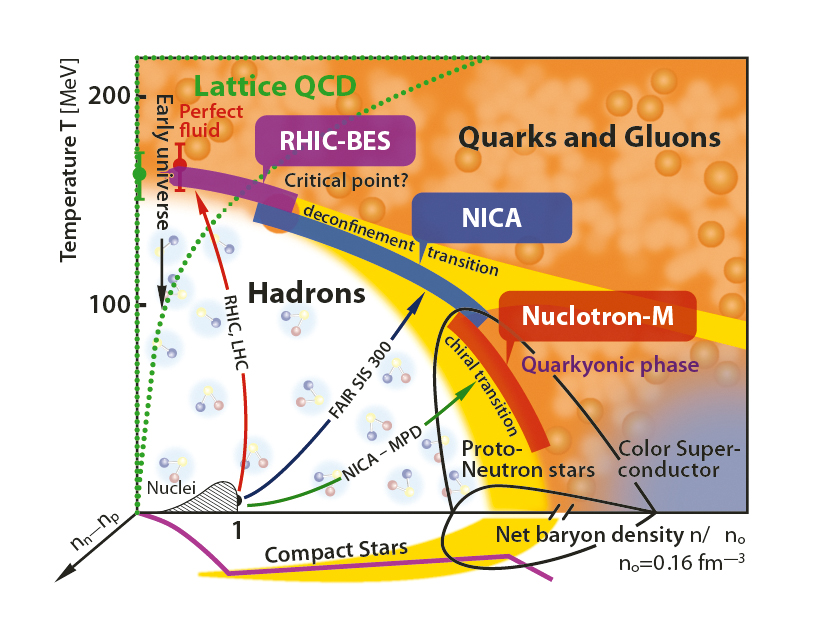 Temperature T [MeV]
200
100
Lattice QCD
Early universe
Perfect
fluid
RHIC-BES
Critical point?
Quarks and Gluons
NICA
deconfinement transition
Hadrons
Nuclotron-M
Quarkyonic phase
chiral transition
RHIC, LHC
FAIR SIS 300
NICA – MPD
Proto-
Neutron stars
Color Super-
conductor
Nuclei
nₙ—nₚ
1
Compact Stars
Net baryon density n/ n₀
n₀=0.16 fm⁻³